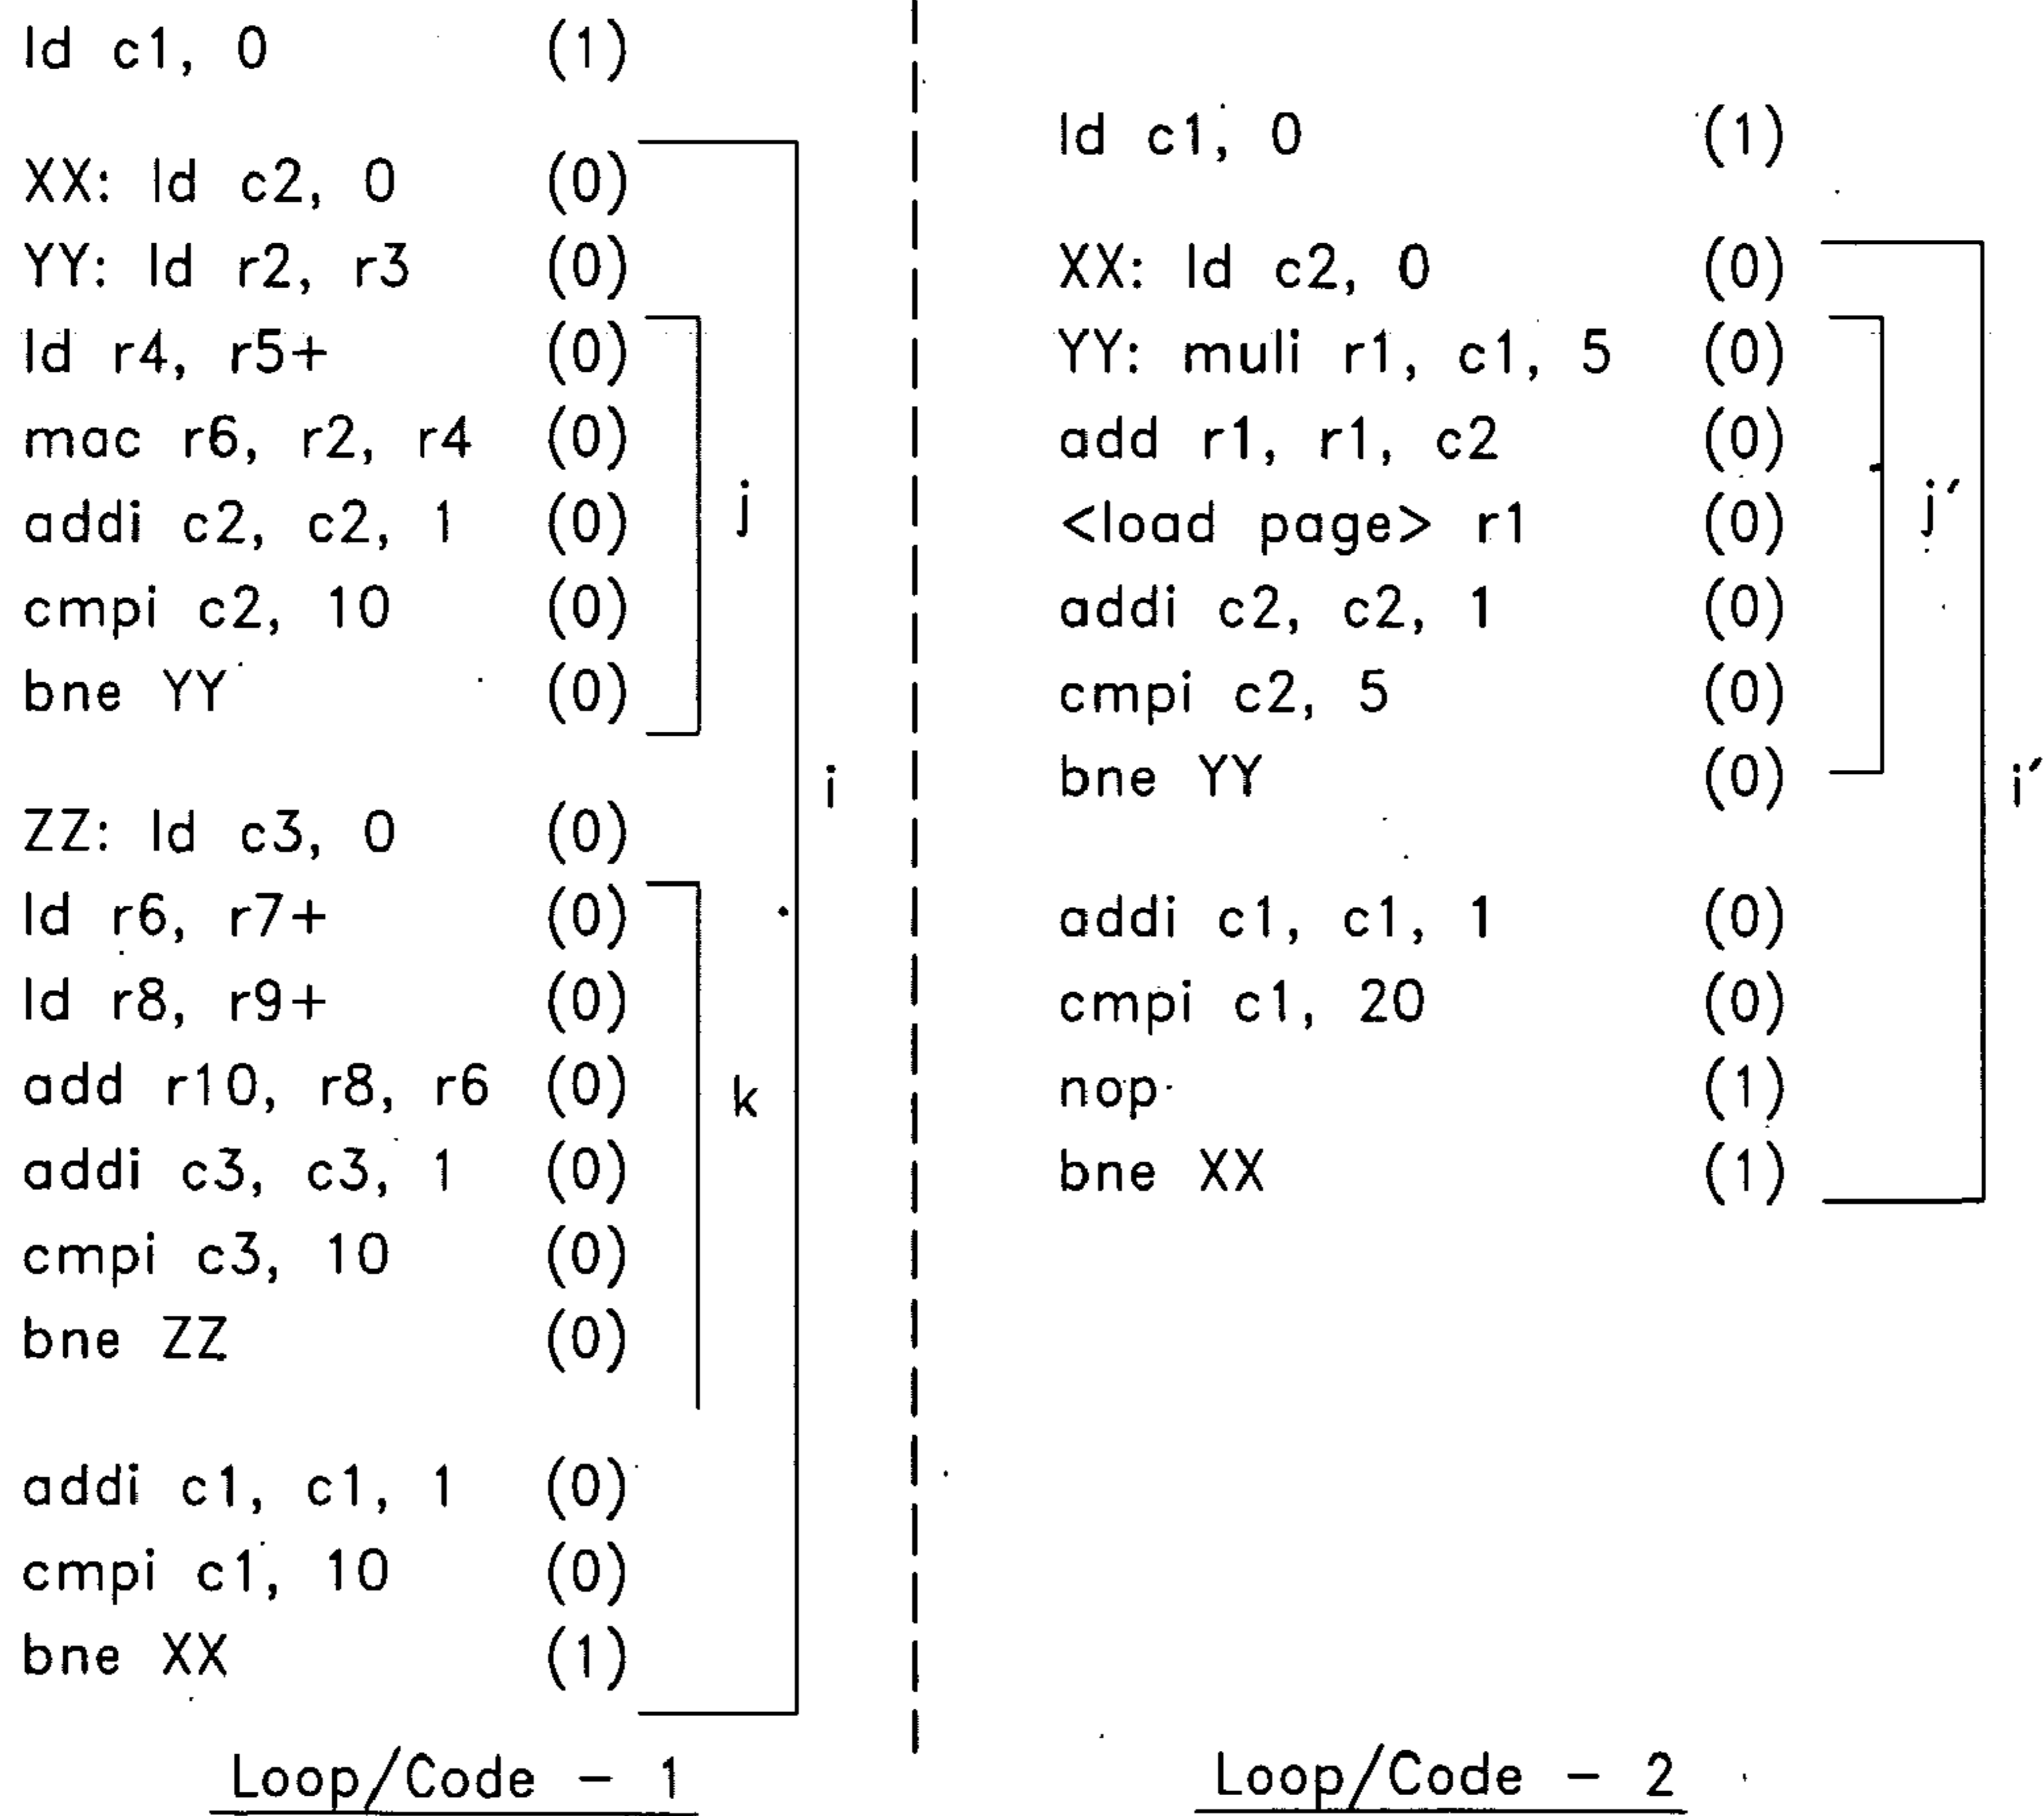 ld c1, 0 (1)
XX: ld c2, 0 (0)
YY: ld r2, r3 (0)
ld r4, r5+ (0)
mac r6, r2, r4 (0)
addi c2, c2, 1 (0)
cmpi c2, 10 (0)
bne YY (0)
j
ZZ: ld c3, 0 (0)
ld r6, r7+ (0)
ld r8, r9+ (0)
add r10, r8, r6 (0)
addi c3, c3, 1 (0)
cmpi c3, 10 (0)
bne ZZ (0)
k
addi c1, c1, 1 (0)
cmpi c1, 10 (0)
bne XX (1)
i
Loop/Code - 1
ld c1, 0 (1)
XX: ld c2, 0 (0)
YY: muli r1, c1, 5 (0)
add r1, r1, c2 (0)
<load page> r1 (0)
addi c2, c2, 1 (0)
cmpi c2, 5 (0)
bne YY (0)
j′
addi c1, c1, 1 (0)
cmpi c1, 20 (0)
nop (1)
bne XX (1)
i′
Loop/Code - 2